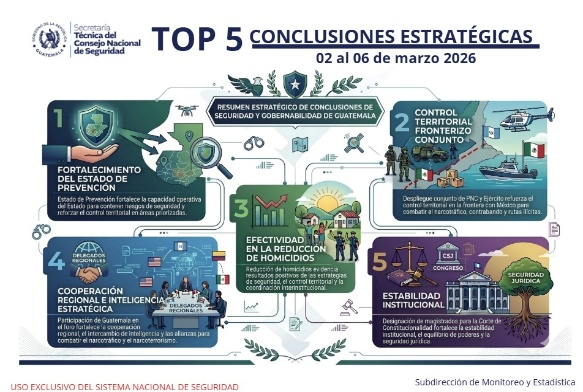 GOBIERNO DE LA REPÚBLICA
GUATEMALA
Secretaría
Técnica del
Consejo Nacional
de Seguridad
TOP 5 CONCLUSIONES ESTRATÉGICAS
02 al 06 de marzo 2026
RESUMEN ESTRATÉGICO DE CONCLUSIONES DE
SEGURIDAD Y GOBERNABILIDAD DE GUATEMALA
1
FORTALECIMIENTO
DEL ESTADO DE
PREVENCIÓN
Estado de Prevención fortalece la capacidad operativa
del Estado para contener riesgos de seguridad y
reforzar el control territorial en áreas priorizadas.
2
CONTROL
TERRITORIAL
FRONTERIZO
CONJUNTO
Despliegue conjunto de PNC y Ejército refuerza el
control territorial en la frontera con México para
combatir el narcotráfico, contrabando y rutas ilícitas.
3
EFECTIVIDAD
EN LA REDUCCIÓN
DE HOMICIDIOS
Reducción de homicidios evidencia
resultados positivos de las estrategias
de seguridad, el control territorial y la
coordinación interinstitucional.
4
DELEGADOS
REGIONALES
DELEGADOS
REGIONALES
COOPERACIÓN
REGIONAL E INTELIGENCIA
ESTRATÉGICA
Participación de Guatemala en
el foro fortalece la cooperación
regional, el intercambio de inteligencia y las alianzas para
combatir el narcotráfico y el narcoterrorismo.
5
CSJ
CONGRESO
SEGURIDAD
JURÍDICA
ESTABILIDAD
INSTITUCIONAL
Designación de magistrados para la Corte de
Constitucionalidad fortalece la estabilidad
institucional, el equilibrio de poderes y la
seguridad jurídica.
USO EXCLUSIVO DEL SISTEMA NACIONAL DE SEGURIDAD
Subdirección de Monitoreo y Estadística